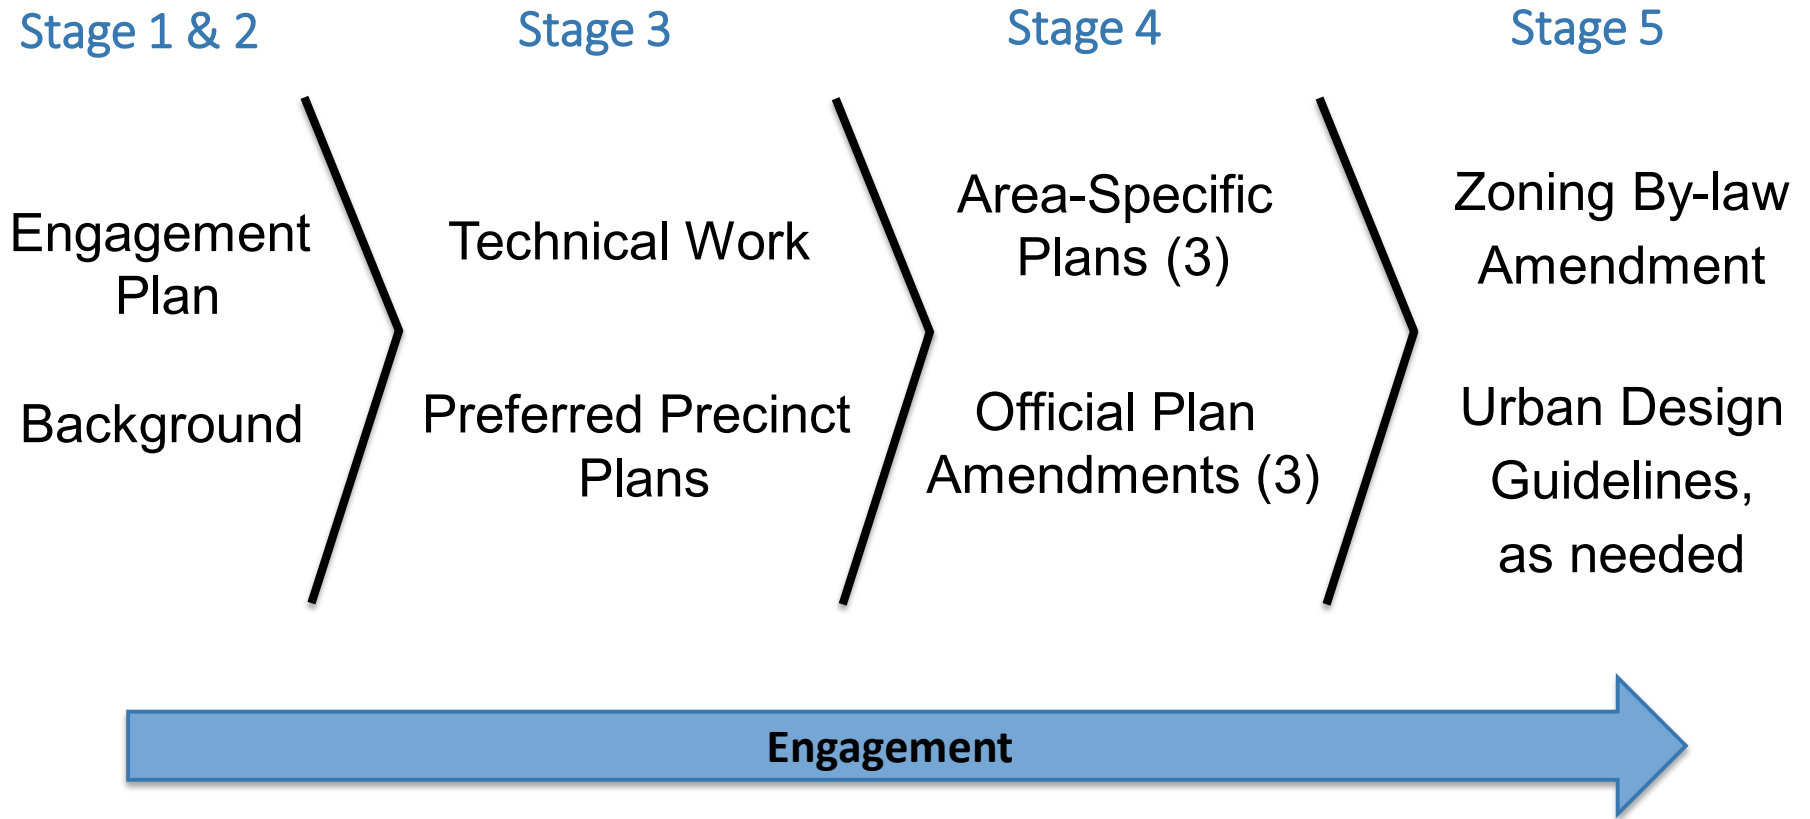 Stage 1 & 2
Stage 3
Stage 4
Stage 5
Engagement
Plan
Background
Technical Work
Preferred Precinct
Plans
Area-Specific
Plans (3)
Official Plan
Amendments (3)
Zoning By-law
Amendment
Urban Design
Guidelines,
as needed
Engagement